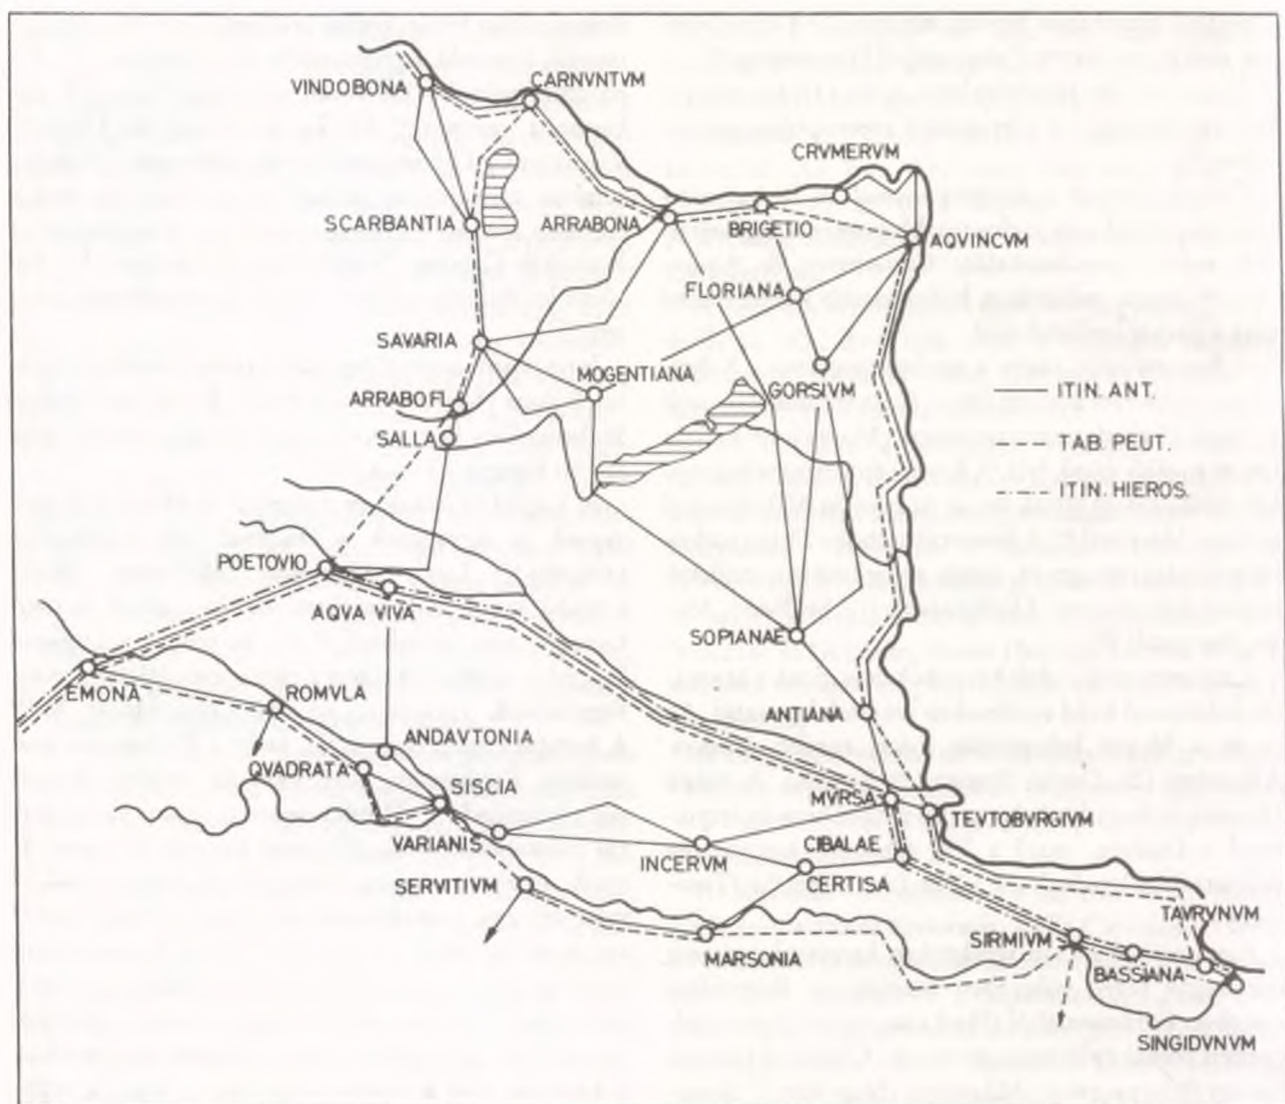 VINDOBONA
CARNVNTVM
CRVMERVM
SCARBANTIA
ARRABONA
BRIGETIO
AQVINCVM
FLORIANA
SAVARIA
MOGENTIANA
GORSIVM
ITIN. ANT.
ARRABO FL.
SALLA
TAB. PEUT.
ITIN. HIEROS.
POETOVIO
AQVA VIVA
SOPIANAE
EMONA
ROMVLA
ANTIANA
ANDAVTONIA
QVADRATA
SISCIA
MVRSA
TEVTOBVRGIVM
VARIANIS
INCERVM
CIBALAE
SERVITIVM
CERTISA
TAVRVNVM
MARSONIA
SIRMIVM
BASSIANA
SINGIDVNVM